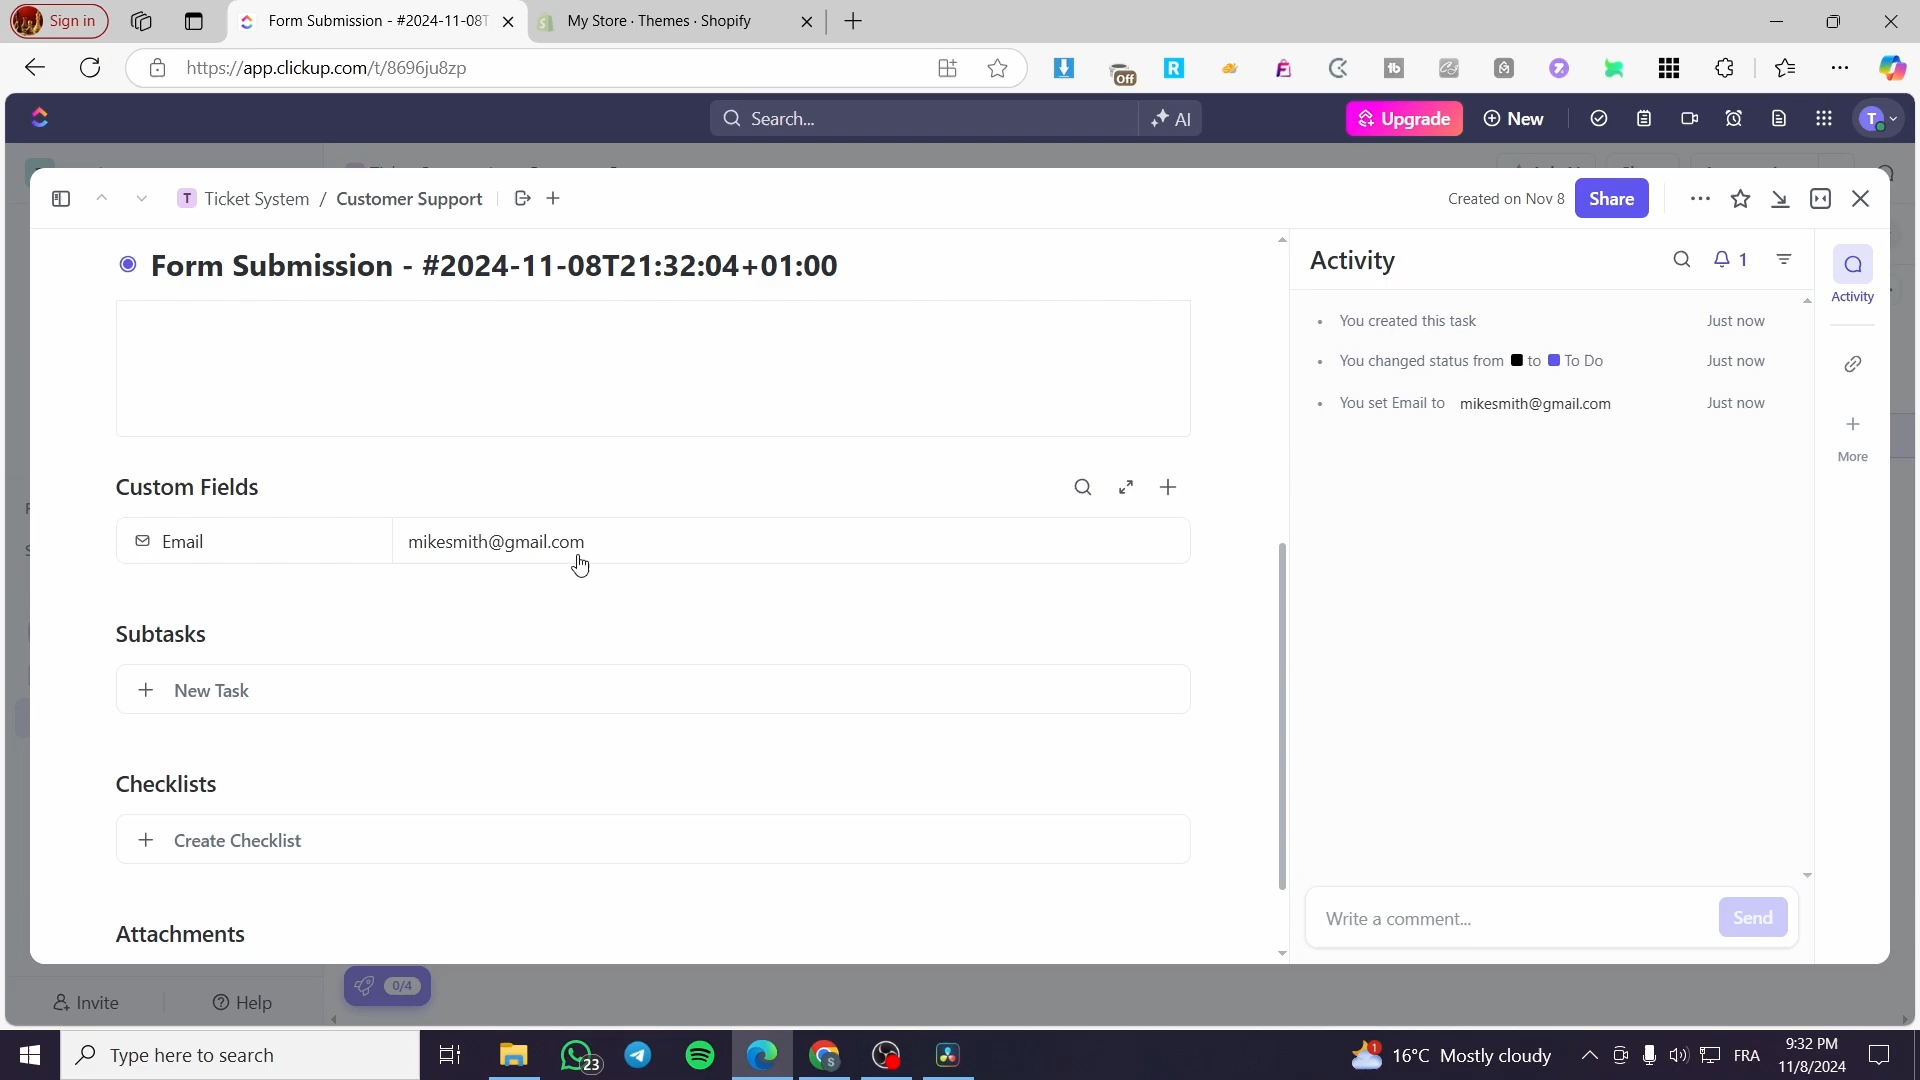 Sign in
Form Submission - #2024-11-08T
My Store · Themes · Shopify
https://app.clickup.com/t/8696ju8zp
Off
Search...
AI
Upgrade
New
T
T Ticket System / Customer Support
Created on Nov 8
Share
Form Submission - #2024-11-08T21:32:04+01:00
Activity
1
Activity
You created this task
Just now
You changed status from to To Do
Just now
You set Email to mikesmith@gmail.com
Just now
More
Custom Fields
Email
mikesmith@gmail.com
Subtasks
New Task
Checklists
Create Checklist
Attachments
Write a comment...
Send
Invite
Help
0/4
Type here to search
23
1
16°C Mostly cloudy
FRA
9:32 PM
11/8/2024